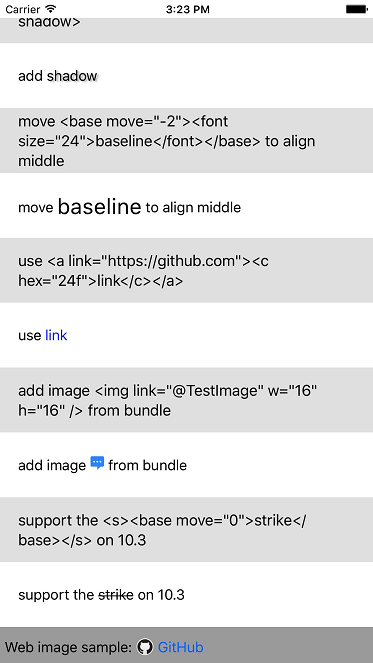 Carrier 3:23 PM
shadow>
add shadow
move <base move="-2"><font
size="24">baseline</font></base> to align
middle
move baseline to align middle
use <a link="https://github.com"><c
hex="24f">link</c></a>
use link
add image <img link="@TestImage" w="16"
h="16" /> from bundle
add image from bundle
support the <s><base move="0">strike</
base></s> on 10.3
support the strike on 10.3
Web image sample: GitHub